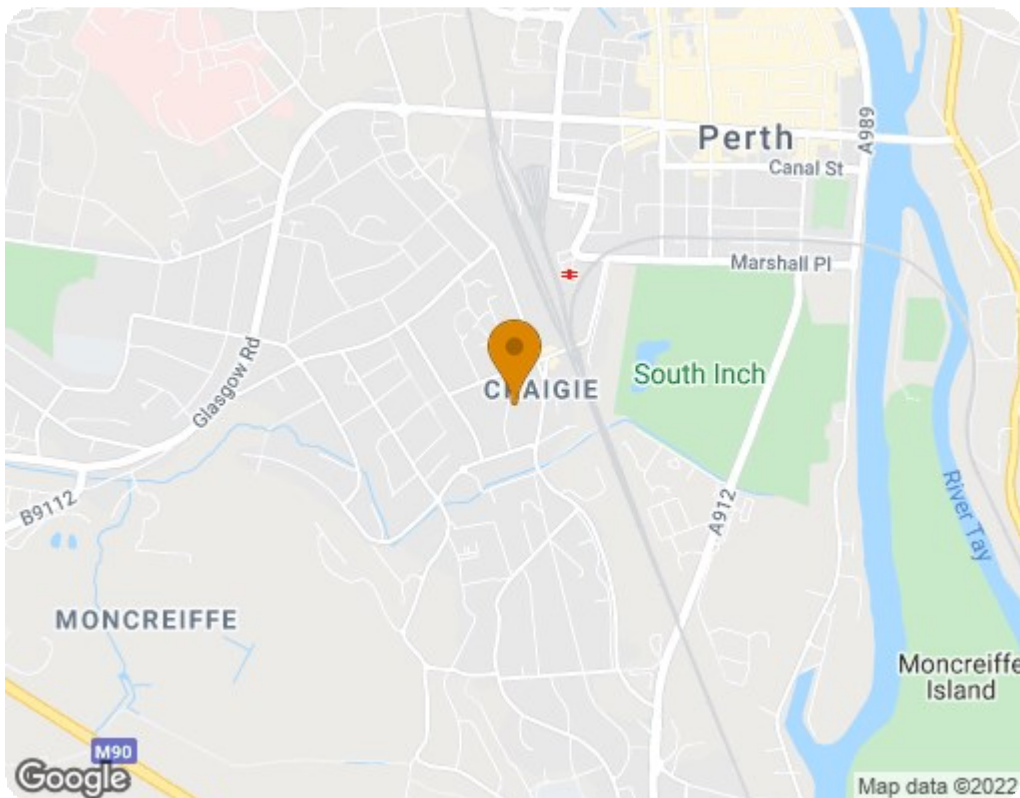 Perth
A989
Canal St
Marshall Pl
Glasgow Rd
CRAIGIE
South Inch
B9112
A912
River Tay
MONCREIFFE
Moncreiffe
Island
M90
Google
Map data ©2022